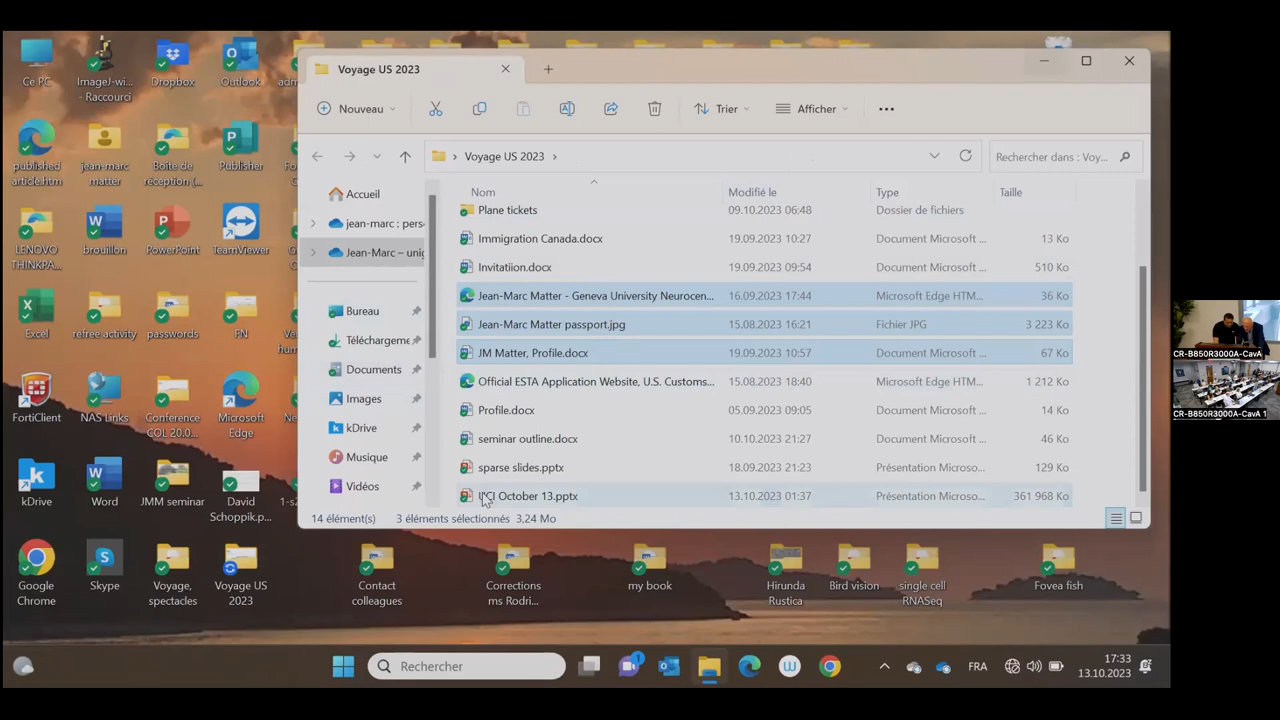 Voyage US 2023
Nouveau
Trier
Afficher
Voyage US 2023
Rechercher dans : Voy...
Accueil
jean-marc : pers
Jean-Marc – unig
Bureau
Téléchargeme
Documents
Images
kDrive
Musique
Vidéos
Nom Modifié le Type Taille
Plane tickets 09.10.2023 06:48 Dossier de fichiers
Immigration Canada.docx 19.09.2023 10:27 Document Microsoft ... 13 Ko
Invitatiion.docx 19.09.2023 09:54 Document Microsoft ... 510 Ko
Jean-Marc Matter - Geneva University Neurocen... 16.09.2023 17:44 Microsoft Edge HTM... 36 Ko
Jean-Marc Matter passport.jpg 15.08.2023 16:21 Fichier JPG 3 223 Ko
JM Matter, Profile.docx 19.09.2023 10:57 Document Microsoft ... 67 Ko
Official ESTA Application Website, U.S. Customs... 15.08.2023 18:40 Microsoft Edge HTM... 1 212 Ko
Profile.docx 05.09.2023 09:05 Document Microsoft ... 14 Ko
seminar outline.docx 10.10.2023 21:27 Document Microsoft ... 46 Ko
sparse slides.pptx 18.09.2023 21:23 Présentation Microso... 129 Ko
UCI October 13.pptx 13.10.2023 01:37 Présentation Microso... 361 968 Ko
14 élément(s) 3 éléments sélectionnés 3,24 Mo
Ce PC
ImageJ-wi...
- Raccourci
Dropbox
Outlook
published
article.htm
jean-marc
matter
Boite de
réception (...
Publisher
LENOVO
THINKPA...
brouillon
PowerPoint
TeamViewer
Excel
refree activity
passwords
FN
FortiClient
NAS Links
Conference
COL 20.0...
Microsoft
Edge
kDrive
Word
JMM seminar
David
Schoppik.p...
Google
Chrome
Skype
Voyage,
spectacles
Voyage US
2023
Contact
colleagues
Corrections
ms Rodri...
my book
Hirunda
Rustica
Bird vision
single cell
RNASeq
Fovea fish
Rechercher
1
FRA
17:33
13.10.2023
CR-B850R3000A-CavA
CR-B850R3000A-CavA 1